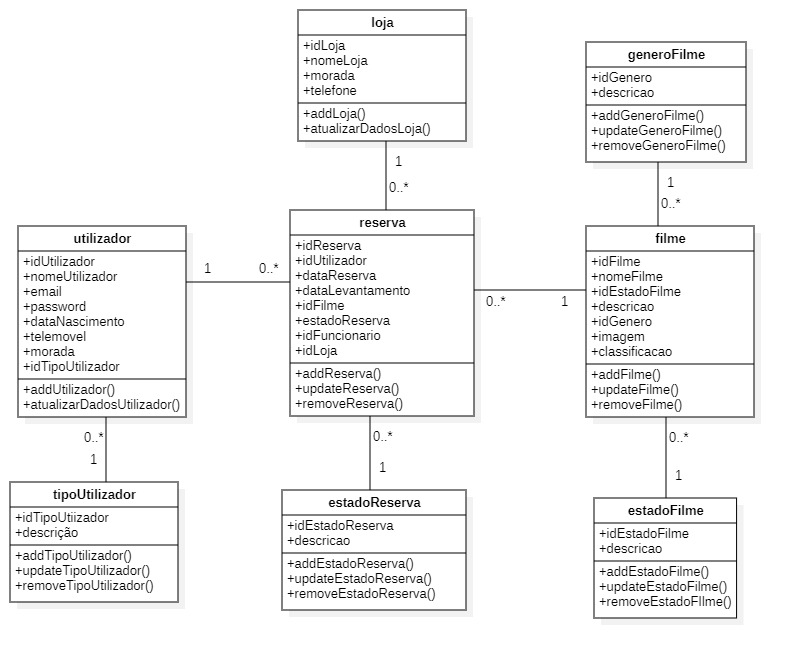 loja
+idLoja
+nomeLoja
+morada
+telefone
+addLoja()
+atualizarDadosLoja()
1
0..*
generoFilme
+idGenero
+descricao
+addGeneroFilme()
+updateGeneroFilme()
+removeGeneroFilme()
1
0..*
utilizador
+idUtilizador
+nomeUtilizador
+email
+password
+dataNascimento
+telemovel
+morada
+idTipoUtilizador
+addUtilizador()
+atualizarDadosUtilizador()
1
0..*
reserva
+idReserva
+idUtilizador
+dataReserva
+dataLevantamento
+idFilme
+estadoReserva
+idFuncionario
+idLoja
+addReserva()
+updateReserva()
+removeReserva()
0..*
1
filme
+idFilme
+nomeFilme
+idEstadoFilme
+descricao
+idGenero
+imagem
+classificacao
+addFilme()
+updateFilme()
+removeFilme()
0..*
1
tipoUtilizador
+idTipoUtiizador
+descrição
+addTipoUtilizador()
+updateTipoUtilizador()
+removeTipoUtilizador()
0..*
1
estadoReserva
+idEstadoReserva
+descricao
+addEstadoReserva()
+updateEstadoReserva()
+removeEstadoReserva()
0..*
1
estadoFilme
+idEstadoFilme
+descricao
+addEstadoFilme()
+updateEstadoFilme()
+removeEstadoFIlme()